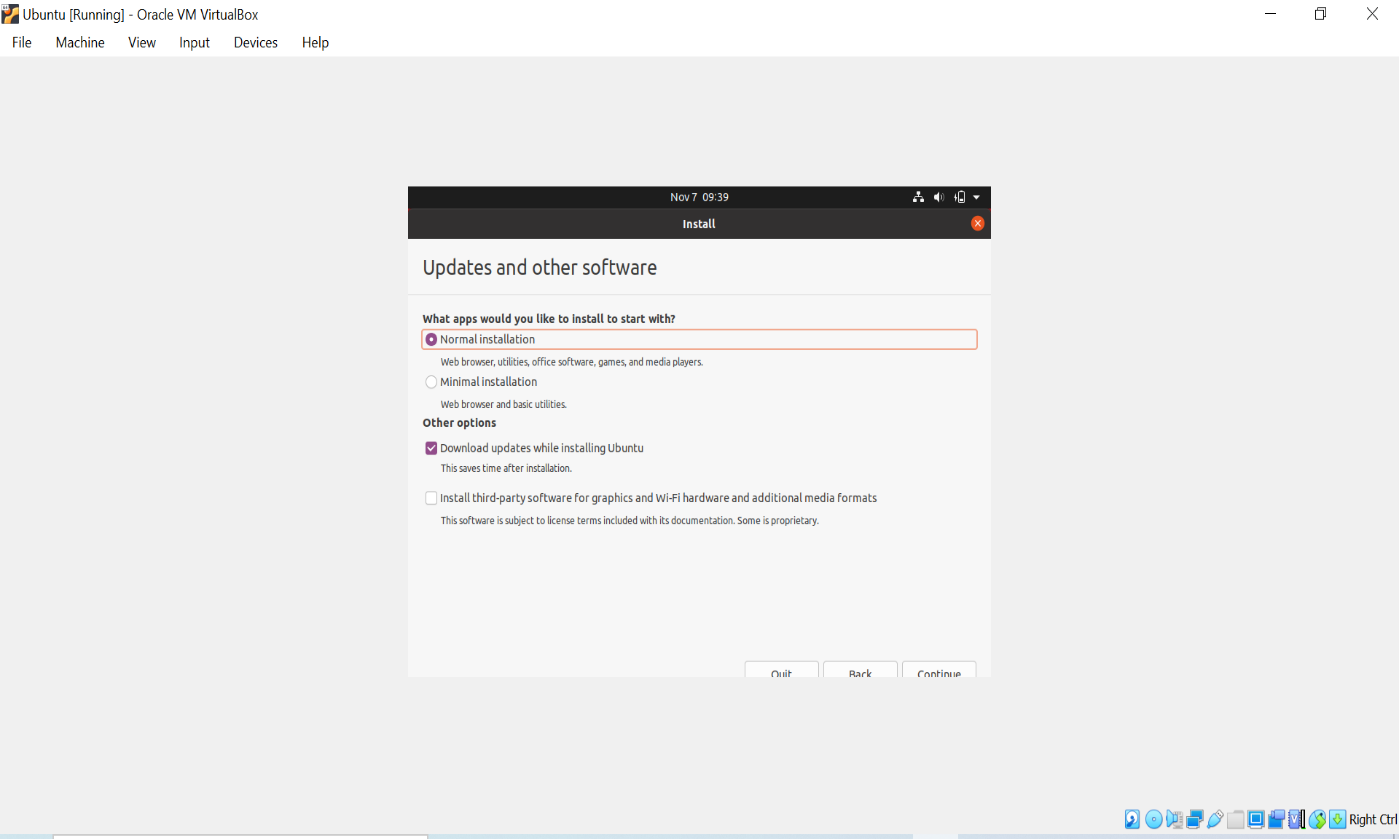 Ubuntu [Running] - Oracle VM VirtualBox
File Machine View Input Devices Help
Nov 7 09:39
Install
Updates and other software
What apps would you like to install to start with?
Normal installation
Web browser, utilities, office software, games, and media players.
Minimal installation
Web browser and basic utilities.
Other options
Download updates while installing Ubuntu
This saves time after installation.
Install third-party software for graphics and Wi-Fi hardware and additional media formats
This software is subject to license terms included with its documentation. Some is proprietary.
Quit Back Continue
Right Ctrl